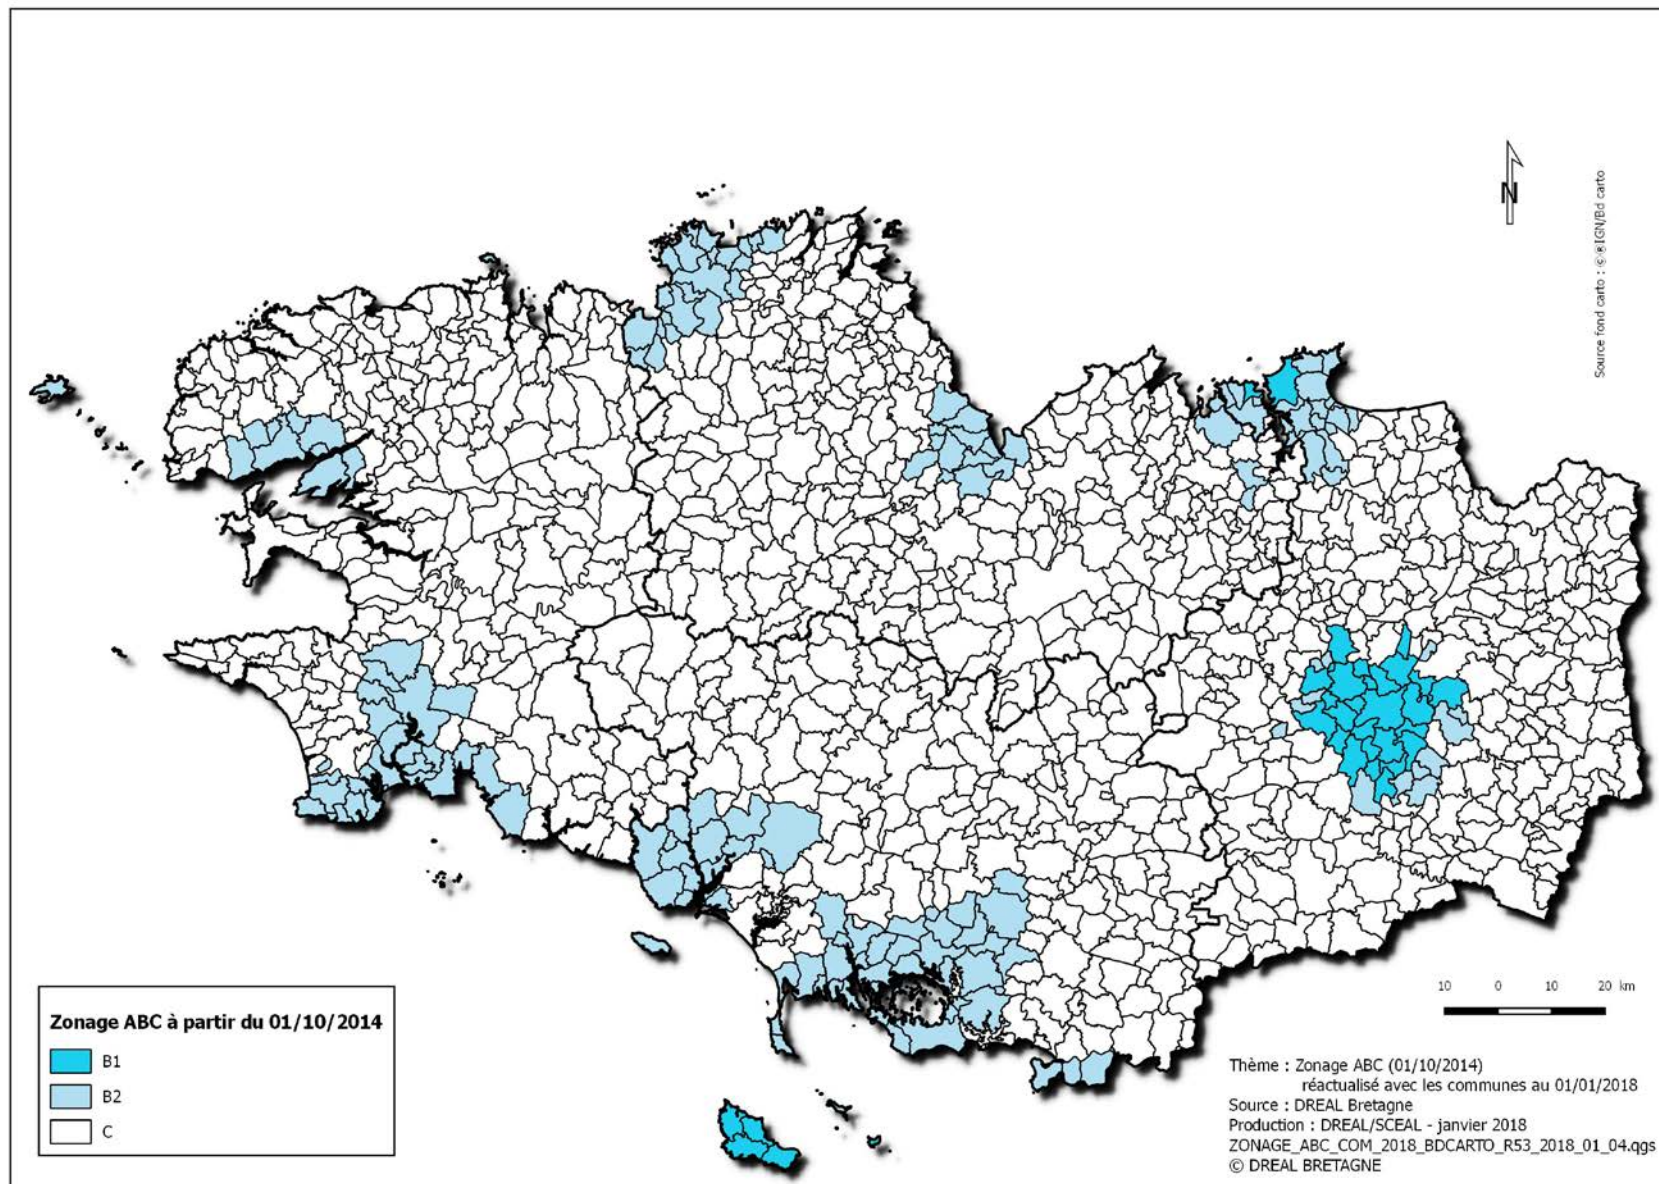 N
Source fond carto : ©®IGN/Bd carto
Zonage ABC à partir du 01/10/2014
B1
B2
C
10 0 10 20 km
Thème : Zonage ABC (01/10/2014)
réactualisé avec les communes au 01/01/2018
Source : DREAL Bretagne
Production : DREAL/SCEAL - janvier 2018
ZONAGE_ABC_COM_2018_BDCARTO_R53_2018_01_04.qgs
© DREAL BRETAGNE